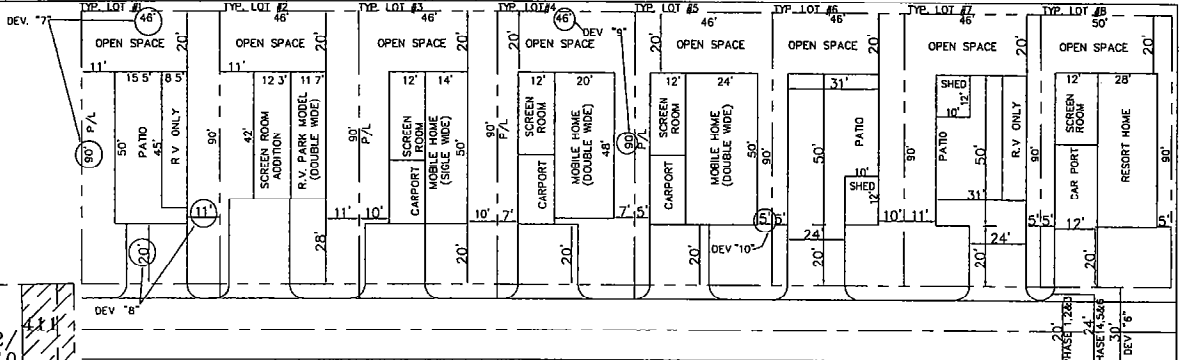 TYP. LOT #1
TYP. LOT #2
TYP. LOT #3
TYP. LOT#4
TYP. LOT #5
TYP. LOT #6
TYP. LOT #7
TYP. LOT #8
DEV. "7"
46'
46'
46'
46'
DEV "9"
46'
46'
46'
50'
OPEN SPACE
20'
OPEN SPACE
20'
OPEN SPACE
20'
20'
OPEN SPACE
20'
OPEN SPACE
20'
OPEN SPACE
20'
OPEN SPACE
20'
OPEN SPACE
20'
11'
15 5'
8 5'
11'
12 3'
11 7'
12'
14'
12'
20'
12'
24'
31'
SHED
12'
10'
12'
28'
90' P/L
50'
PATIO
45'
R V ONLY
90'
42'
SCREEN ROOM
ADDITION
R.V. PARK MODEL
(DOUBLE WIDE)
90'
P/L
SCREEN
ROOM
CARPORT
MOBILE HOME
(SIGLE WIDE)
50'
90'
P/L
SCREEN
ROOM
CARPORT
MOBILE HOME
(DOUBLE WIDE)
48'
90'
P/L
SCREEN
ROOM
CARPORT
MOBILE HOME
(DOUBLE WIDE)
50'
90'
50'
PATIO
10'
SHED
12'
90'
PATIO
50'
R.V. ONLY
31'
90'
SCREEN
ROOM
CAR PORT
RESORT HOME
90'
11'
11'
10'
10'
7'
7'
5'
5'
5'
10'
11'
5'
5'
12'
5'
20'
28'
20'
20'
20'
24'
20'
24'
20'
20'
DEV "8"
DEV "10"
411
20'
PHASE 1,2&3
24'
PHASE 4,5&6
30'
DEV "6"